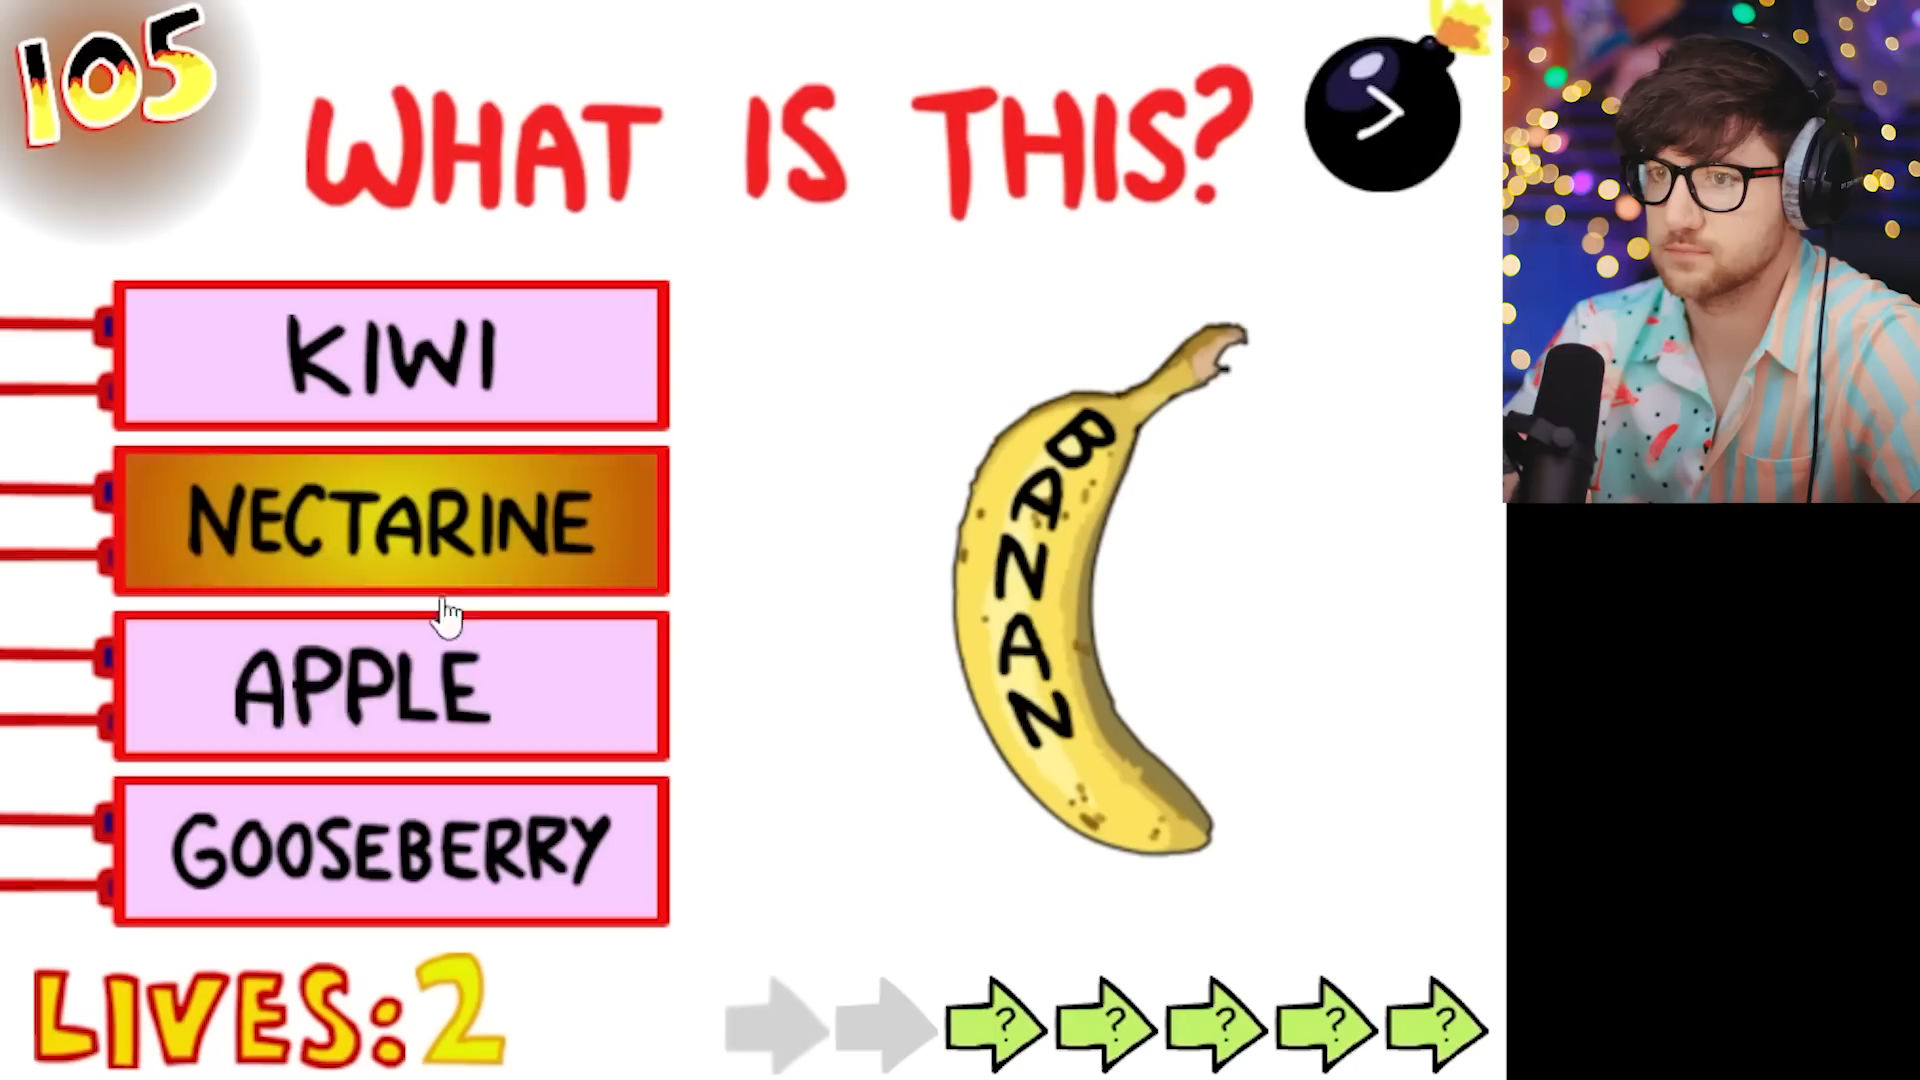 105
WHAT IS THIS?
>
KIWI
NECTARINE
APPLE
GOOSEBERRY
BANAN
LIVES:2
? ? ? ? ?